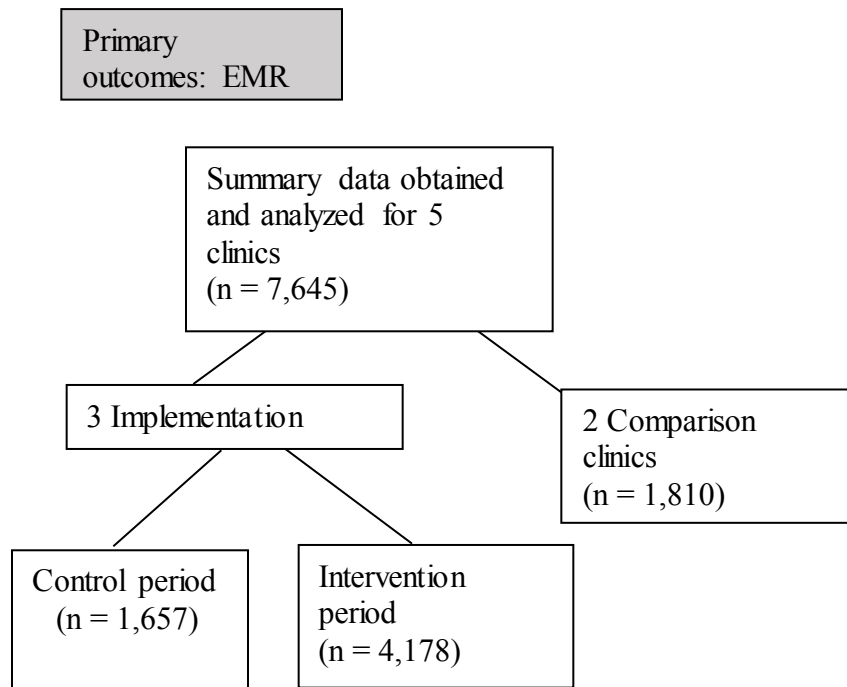 Primary
outcomes: EMR
Summary data obtained
and analyzed for 5
clinics
(n = 7,645)
3 Implementation
2 Comparison
clinics
(n = 1,810)
Control period
(n = 1,657)
Intervention
period
(n = 4,178)